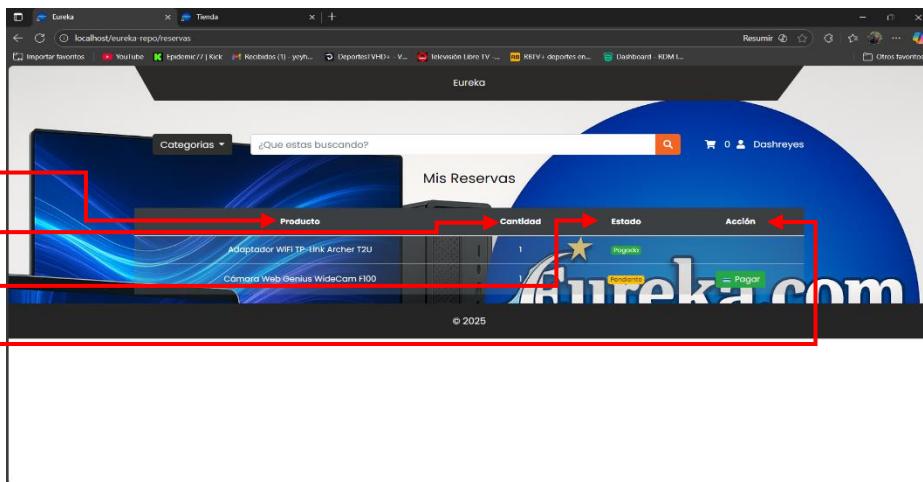 Eureka
Tienda
localhost/eureka-repo/reservas
Resumir
Importar favoritos
YouTube
Epidemic77 | Kick
Recibidos (1) - yeyh...
DeportesTVHD+ - V...
Televisión Libre TV -...
RBTV+ deportes en...
Dashboard - RDM L...
Otros favoritos
Eureka
Categorias
¿Que estas buscando?
0
Dashreyes
Mis Reservas
Producto Cantidad Estado Acción
Adaptador WiFi TP-Link Archer T2U 1 Pagado
Cámara Web Genius WideCam F100 1 Pendiente Pagar
Eureka.com
© 2025